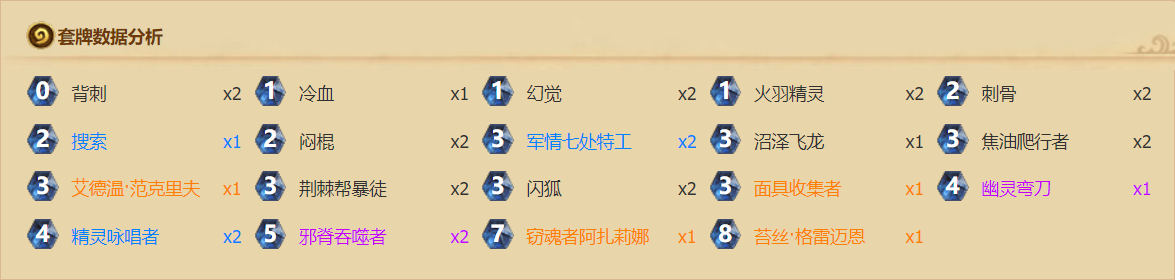 套牌数据分析
0 背刺 x2 1 冷血 x1 1 幻觉 x2 1 火羽精灵 x2 2 刺骨 x2
2 搜索 x1 2 闷棍 x2 3 军情七处特工 x2 3 沼泽飞龙 x1 3 焦油爬行者 x2
3 艾德温·范克里夫 x1 3 荆棘帮暴徒 x2 3 闪狐 x2 3 面具收集者 x1 4 幽灵弯刀 x1
4 精灵咏唱者 x2 5 邪脊吞噬者 x2 7 窃魂者阿扎莉娜 x1 8 苔丝·格雷迈恩 x1